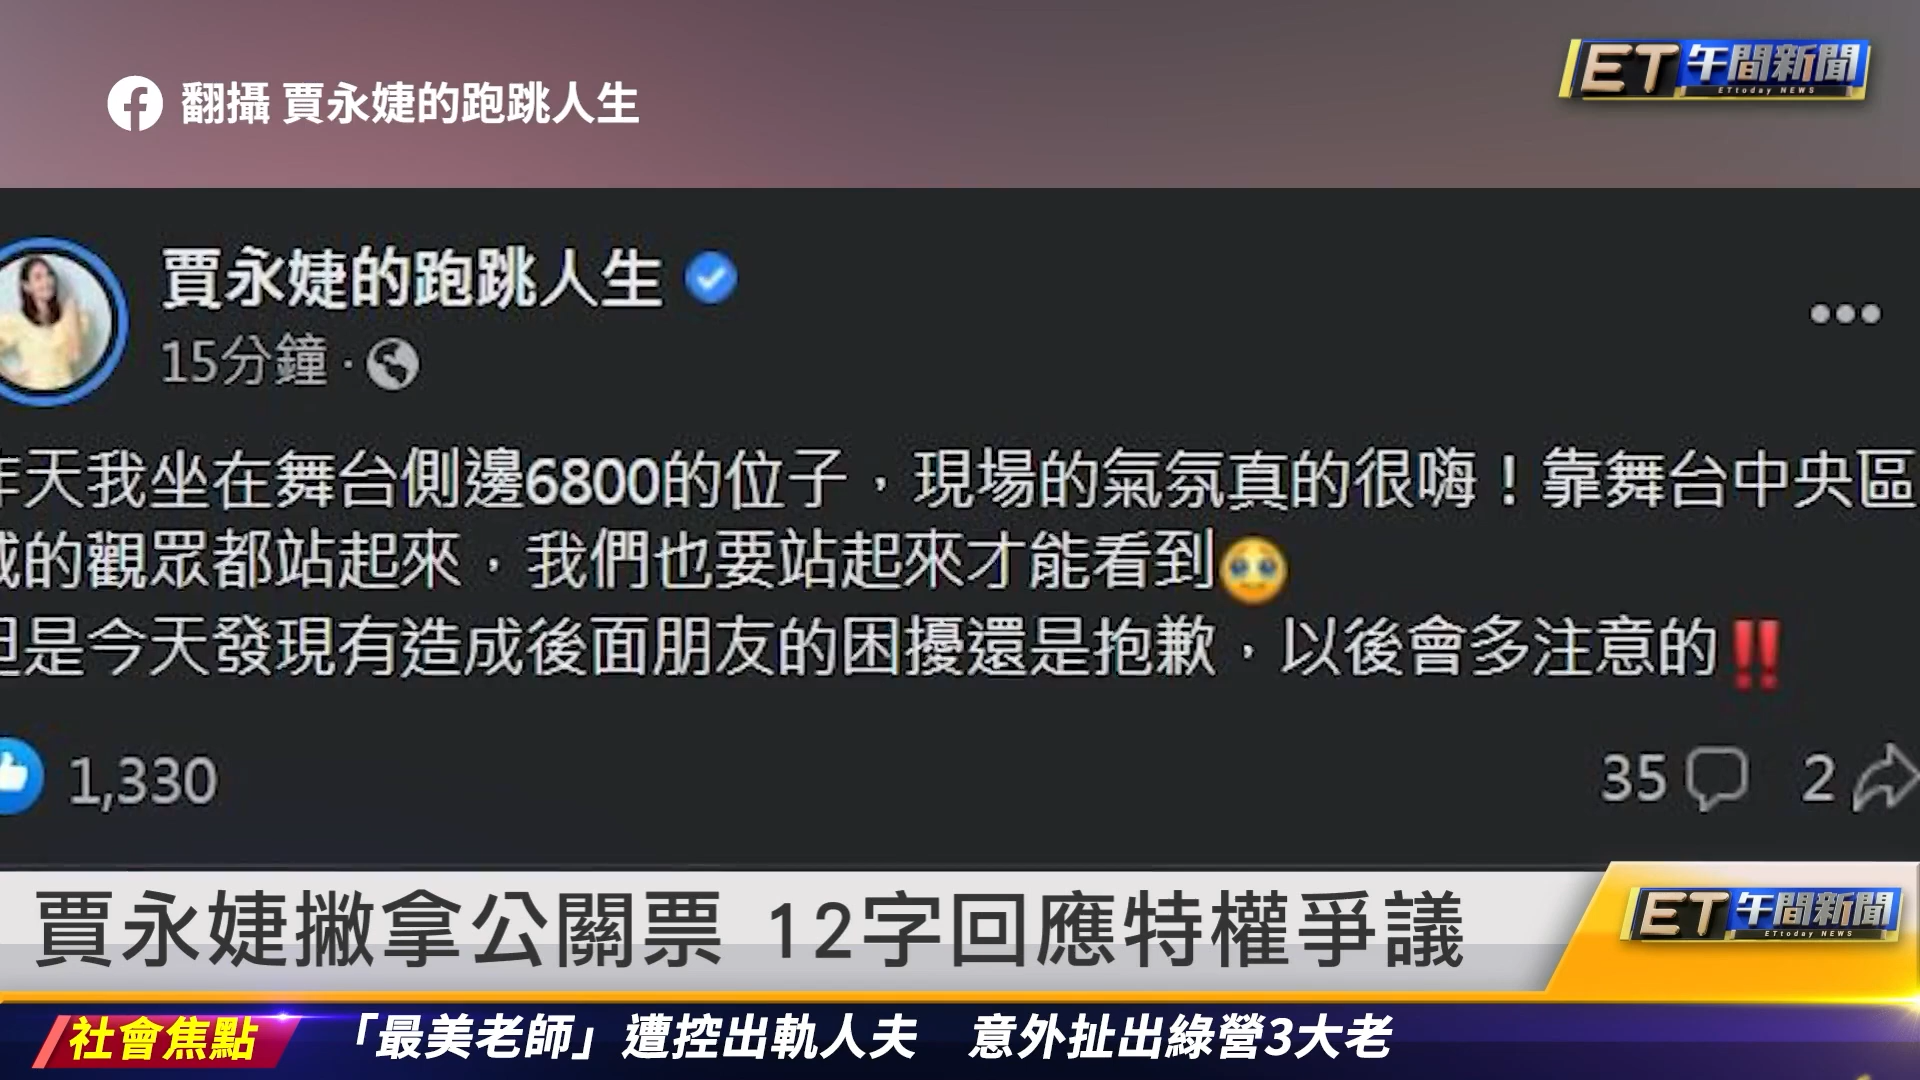 翻攝 賈永婕的跑跳人生
ET午間新聞
ETtoday NEWS
賈永婕的跑跳人生
15分鐘
昨天我坐在舞台側邊6800的位子，現場的氣氛真的很嗨！靠舞台中央區
域的觀眾都站起來，我們也要站起來才能看到🥹
但是今天發現有造成後面朋友的困擾還是抱歉，以後會多注意的‼️
1,330
35
2
賈永婕撇拿公關票 12字回應特權爭議
ET午間新聞
ETtoday NEWS
社會焦點
「最美老師」遭控出軌人夫 意外扯出綠營3大老